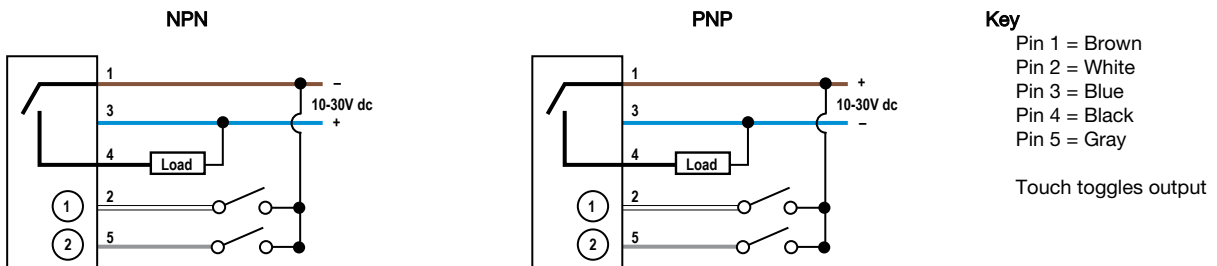 NPN
1
–
10-30V dc
3
+
4
Load
1
2
2
5
PNP
1
+
10-30V dc
3
–
4
Load
1
2
2
5
Key
Pin 1 = Brown
Pin 2 = White
Pin 3 = Blue
Pin 4 = Black
Pin 5 = Gray
Touch toggles output